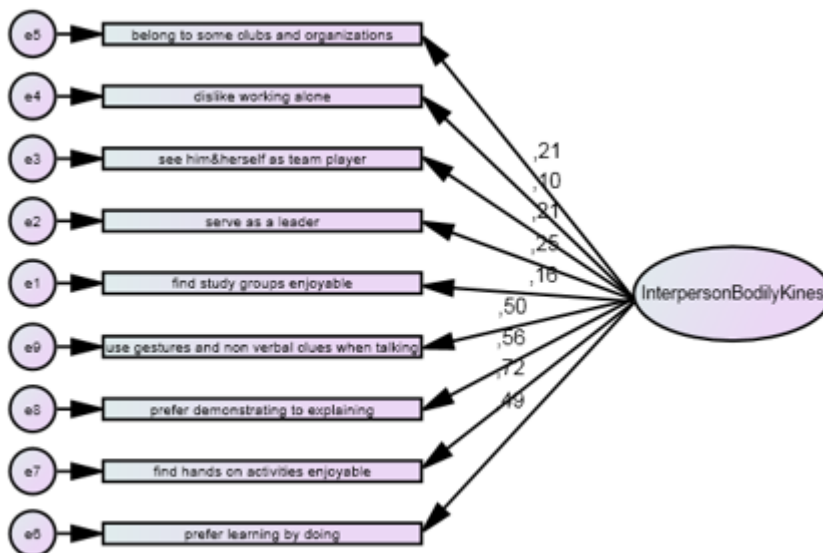 e5
belong to some clubs and organizations
e4
dislike working alone
e3
see him&herself as team player
e2
serve as a leader
e1
find study groups enjoyable
e9
use gestures and non verbal clues when talking
e8
prefer demonstrating to explaining
e7
find hands on activities enjoyable
e6
prefer learning by doing
,21
,10
,21
,25
,16
,50
,56
,72
,49
InterpersonBodilyKines